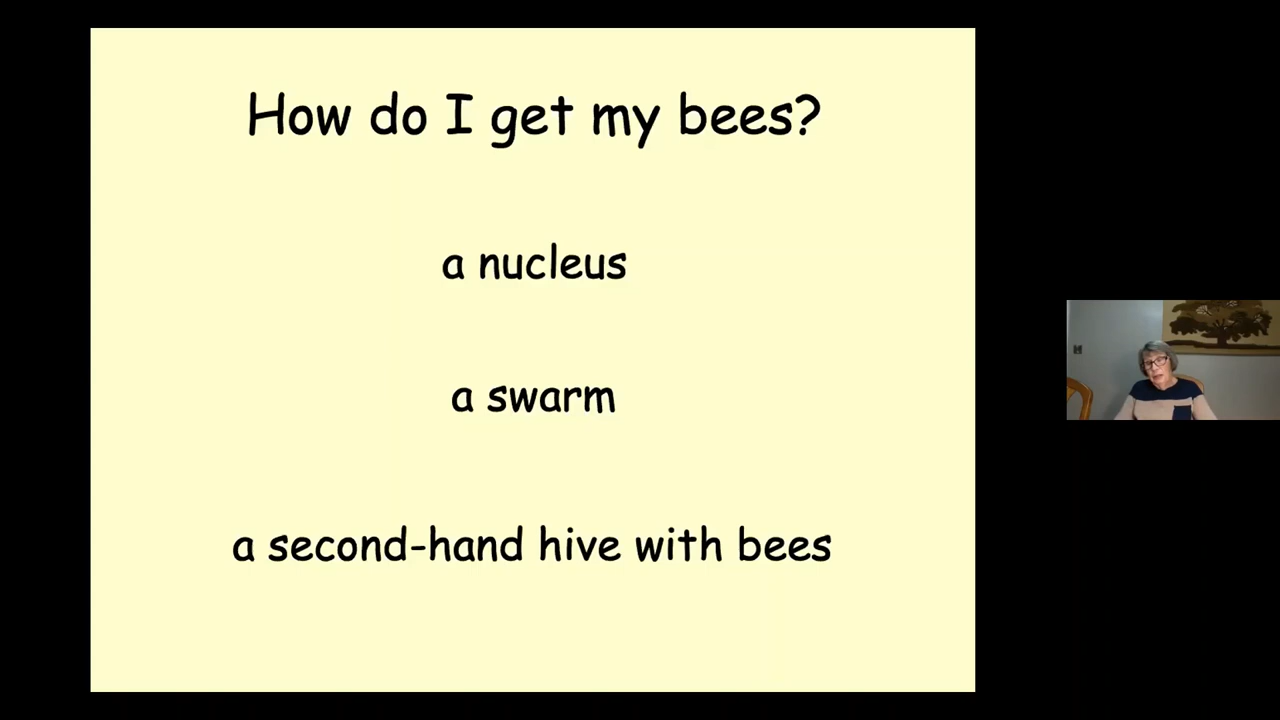 How do I get my bees?
a nucleus
a swarm
a second-hand hive with bees